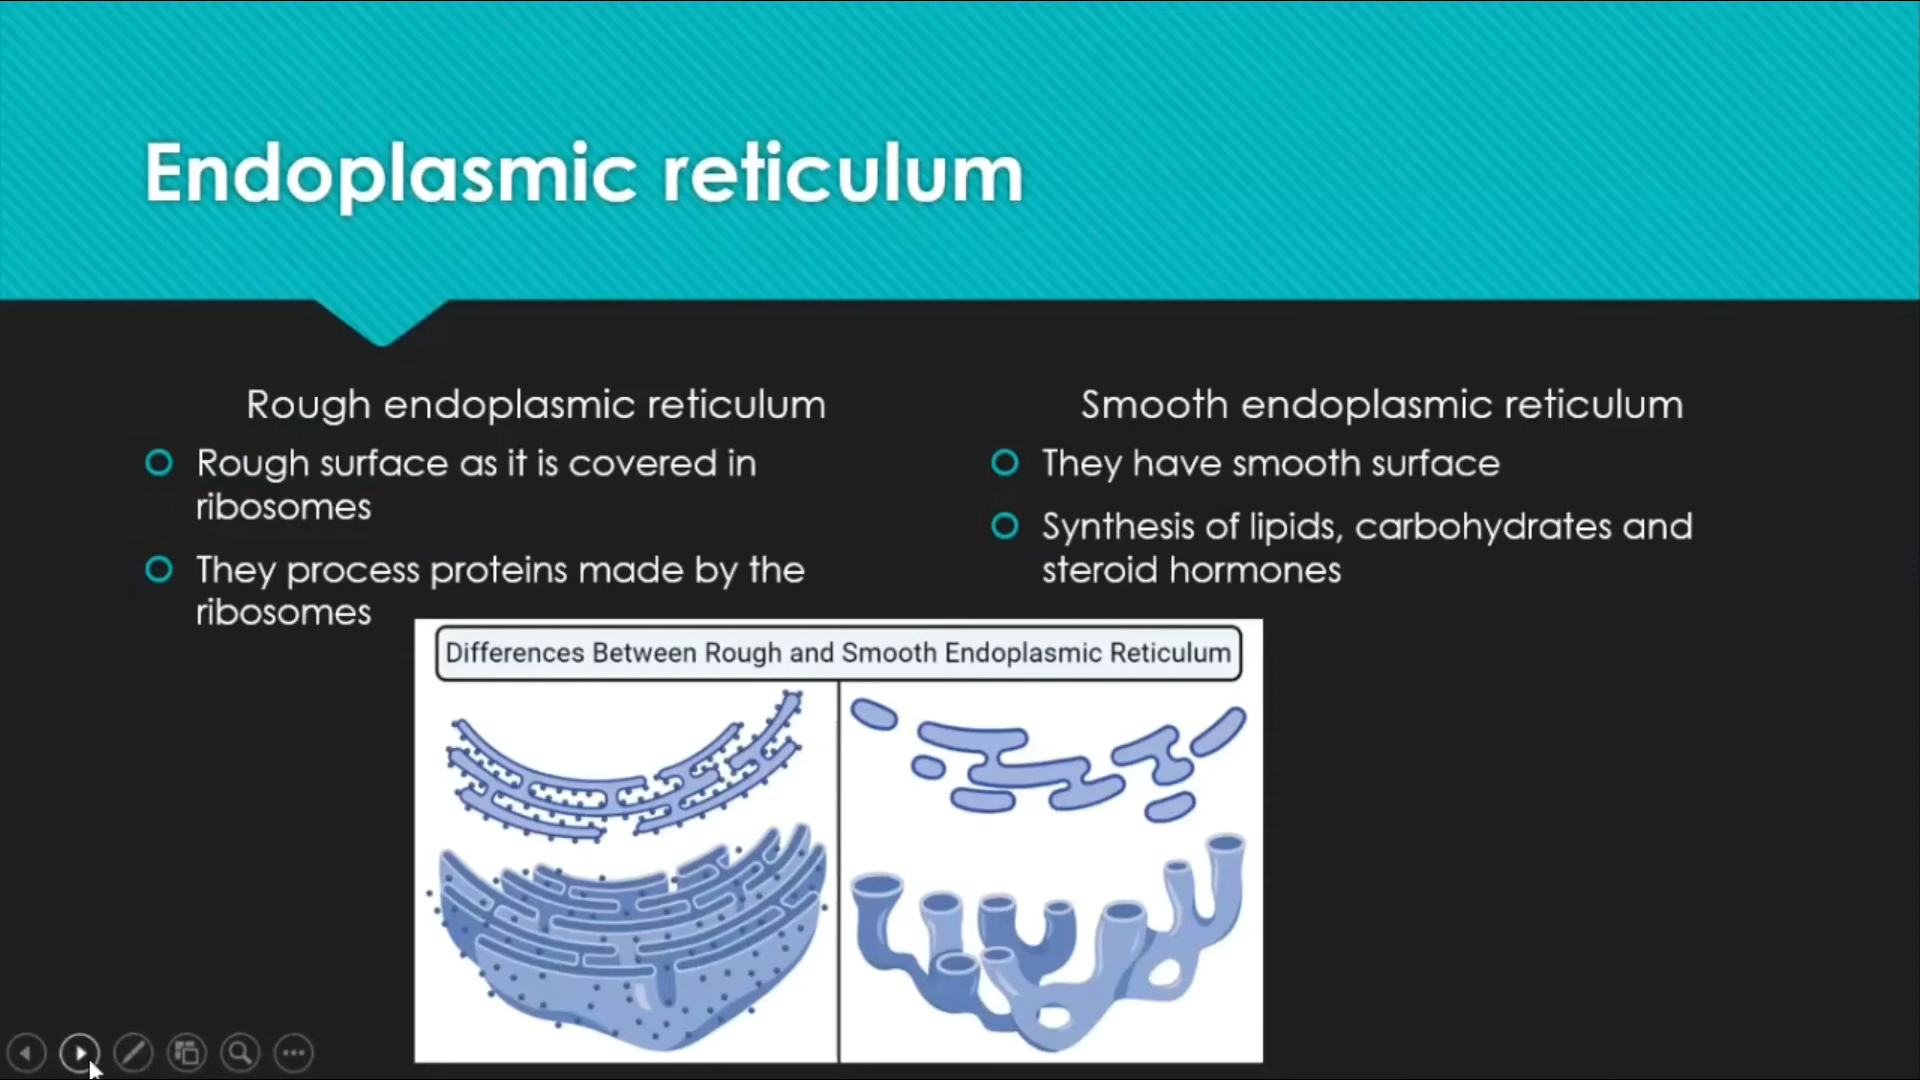 Endoplasmic reticulum
Rough endoplasmic reticulum
Rough surface as it is covered in
ribosomes
They process proteins made by the
ribosomes
Smooth endoplasmic reticulum
They have smooth surface
Synthesis of lipids, carbohydrates and
steroid hormones
Differences Between Rough and Smooth Endoplasmic Reticulum